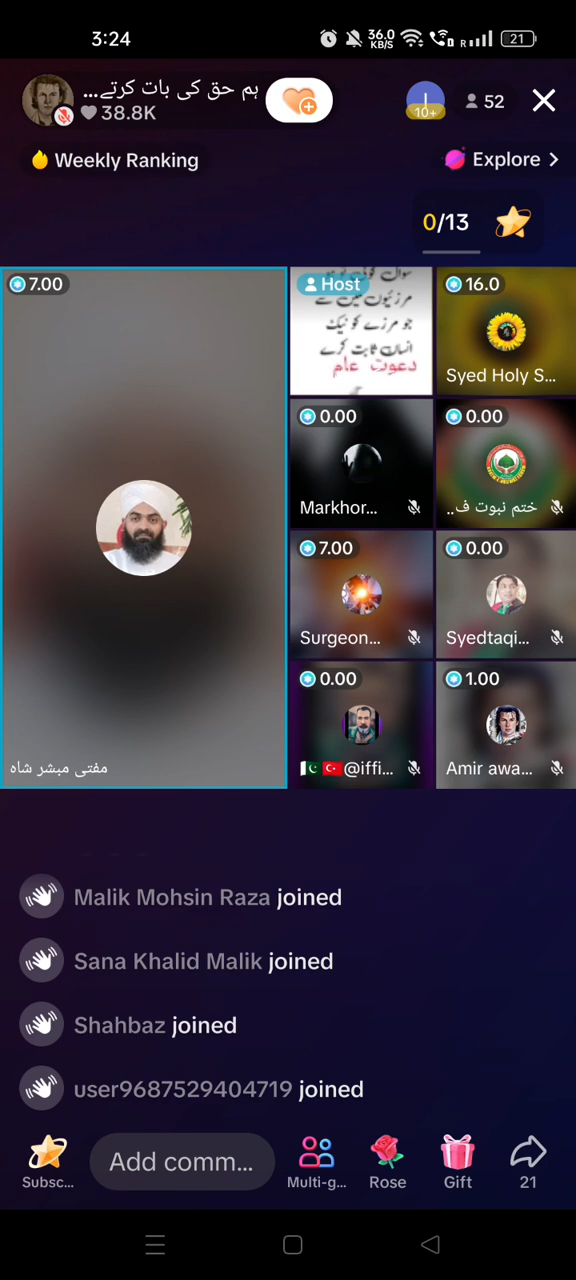 3:24
36.0
KB/S
R
21
ہم حق کی بات کرتے...
38.8K
10+
52
Weekly Ranking
Explore >
0/13
7.00
مفتی مبشر شاہ
Host
مرزئیوں میں سے
جو مرزے کو نیک
انسان ثابت کرے
دعوت عام
16.0
Syed Holy S...
0.00
Markhor...
0.00
ختم نبوت ف..
7.00
Surgeon...
0.00
Syedtaqi...
0.00
@iffi...
1.00
Amir awa...
Malik Mohsin Raza joined
Sana Khalid Malik joined
Shahbaz joined
user9687529404719 joined
Subsc...
Add comm...
Multi-g...
Rose
Gift
21